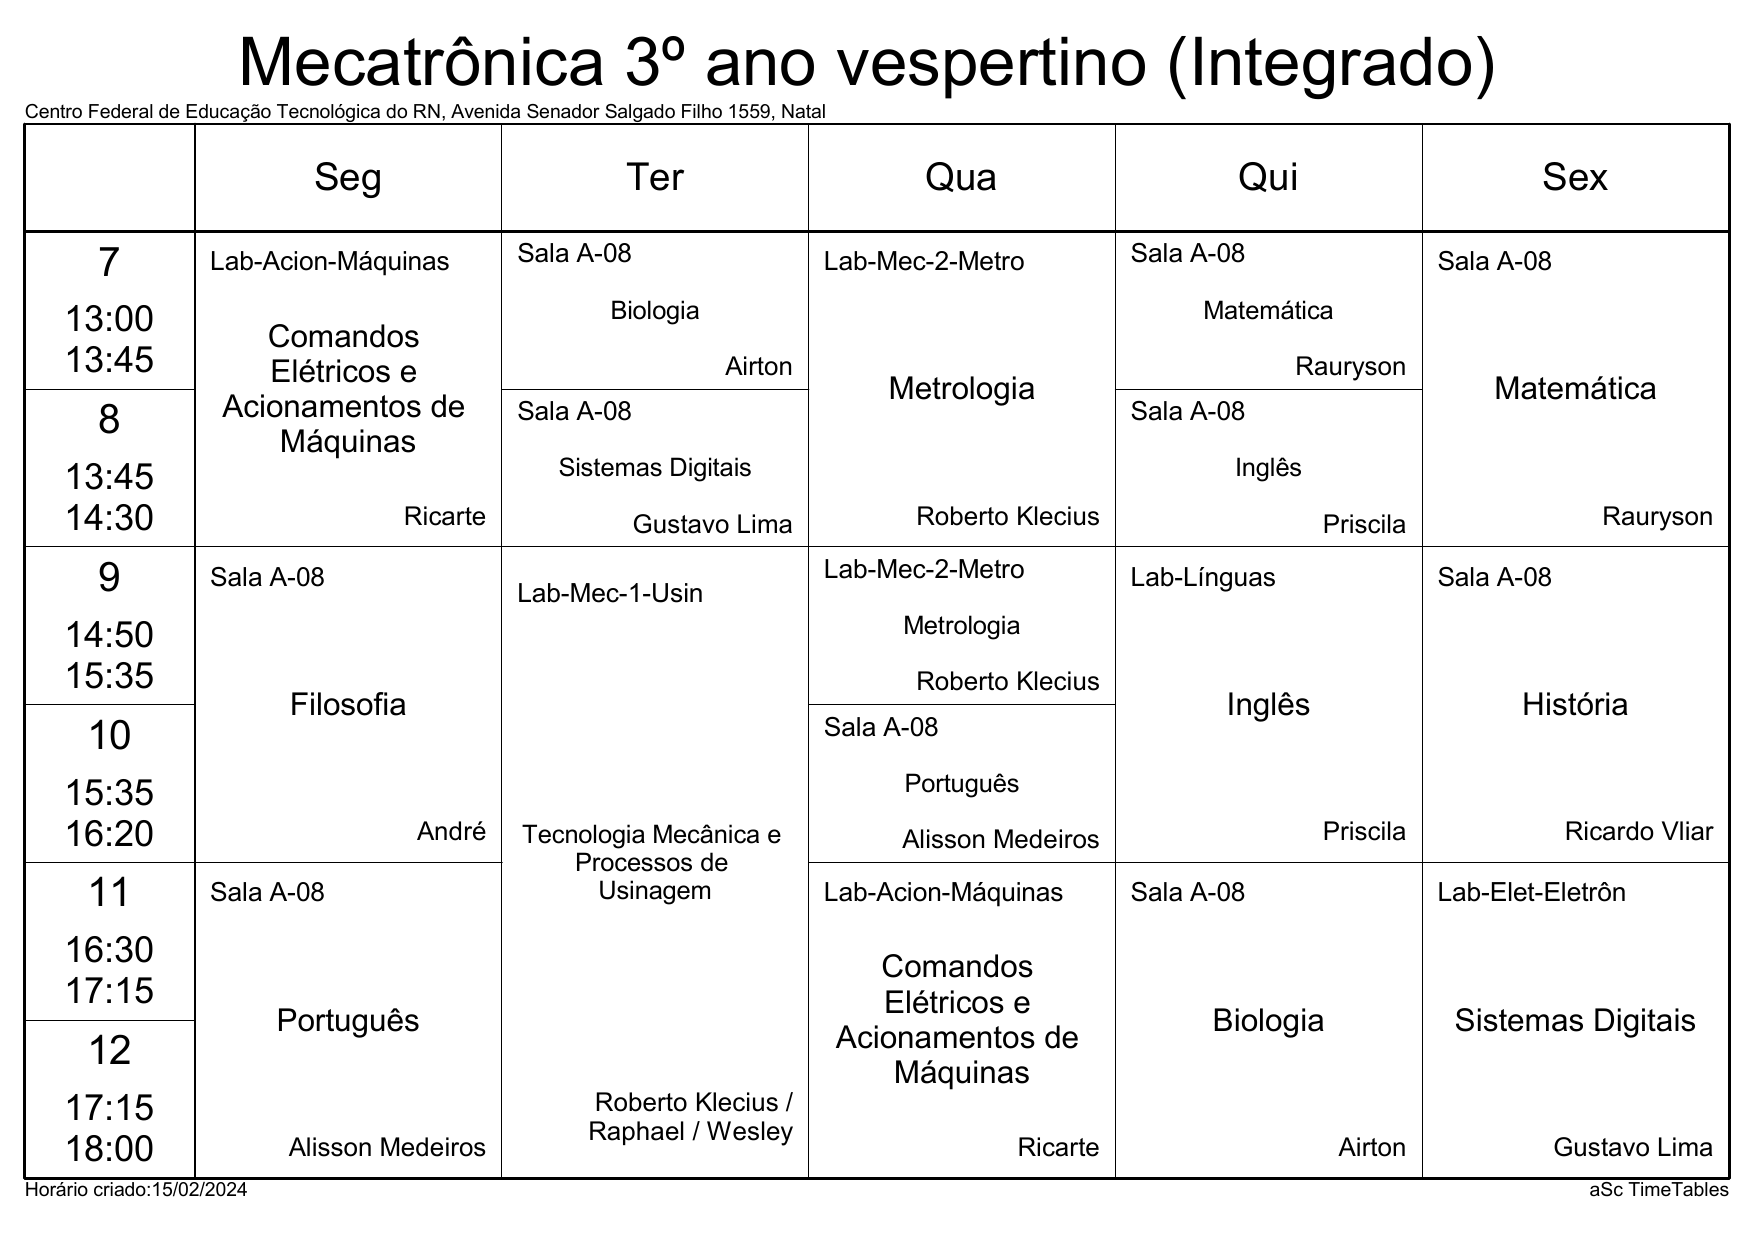 Mecatrônica 3º ano vespertino (Integrado)
Centro Federal de Educação Tecnológica do RN, Avenida Senador Salgado Filho 1559, Natal
Seg
Ter
Qua
Qui
Sex
7
13:00
13:45
8
13:45
14:30
9
14:50
15:35
10
15:35
16:20
11
16:30
17:15
12
17:15
18:00
Lab-Acion-Máquinas
Comandos
Elétricos e
Acionamentos de
Máquinas
Ricarte
Sala A-08
Filosofia
André
Sala A-08
Português
Alisson Medeiros
Sala A-08
Biologia
Airton
Sala A-08
Sistemas Digitais
Gustavo Lima
Lab-Mec-1-Usin
Tecnologia Mecânica e
Processos de
Usinagem
Roberto Klecius /
Raphael / Wesley
Lab-Mec-2-Metro
Metrologia
Roberto Klecius
Lab-Mec-2-Metro
Metrologia
Roberto Klecius
Sala A-08
Português
Alisson Medeiros
Lab-Acion-Máquinas
Comandos
Elétricos e
Acionamentos de
Máquinas
Ricarte
Sala A-08
Matemática
Rauryson
Sala A-08
Inglês
Priscila
Lab-Línguas
Inglês
Priscila
Sala A-08
Biologia
Airton
Sala A-08
Matemática
Rauryson
Sala A-08
História
Ricardo Vliar
Lab-Elet-Eletrôn
Sistemas Digitais
Gustavo Lima
Horário criado:15/02/2024
aSc TimeTables